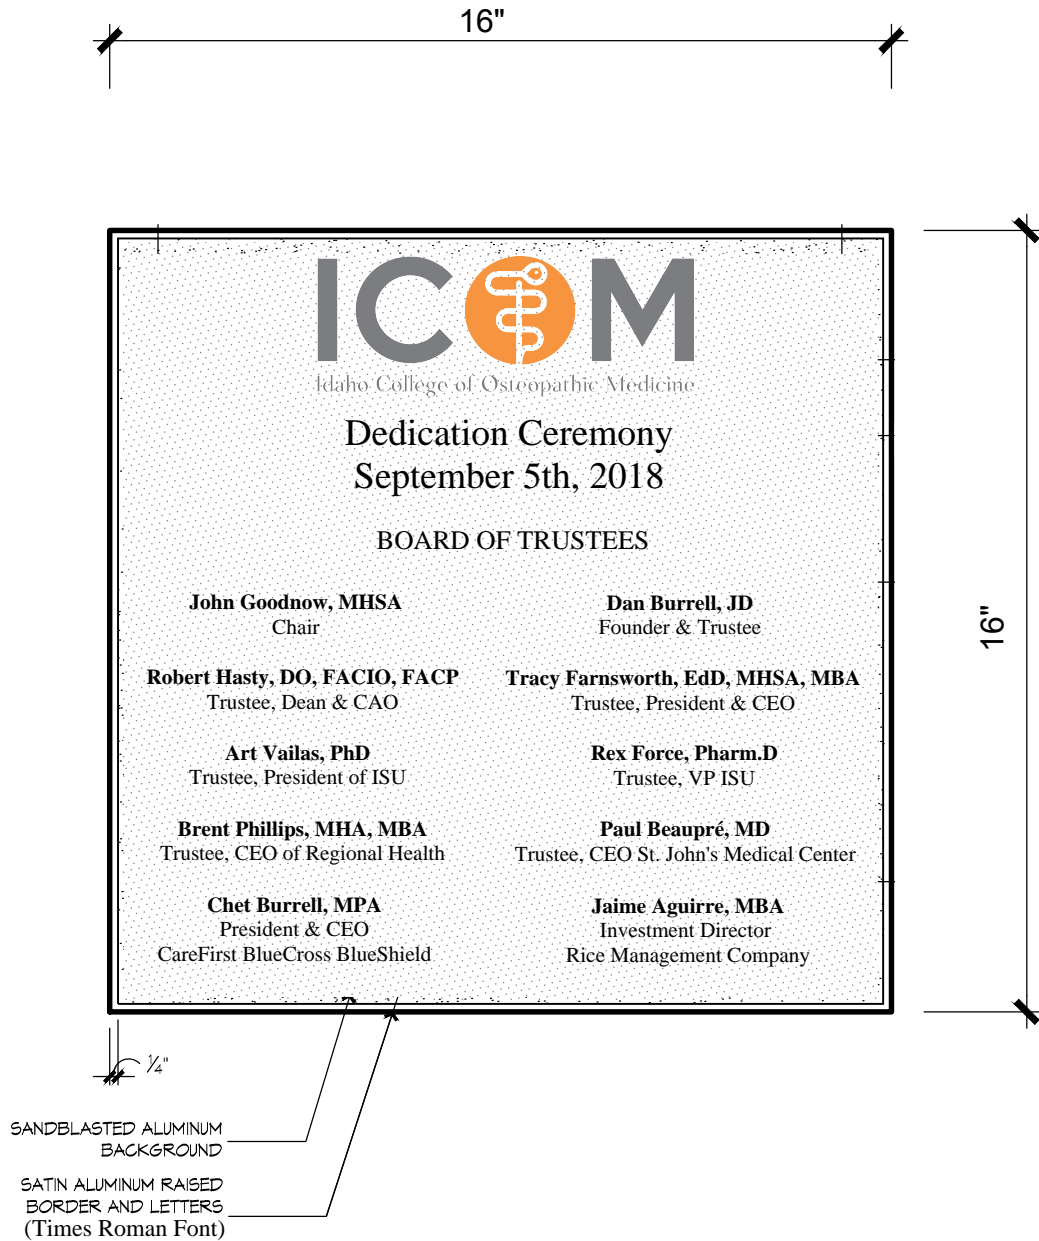 16"
ICOM
Idaho College of Osteopathic Medicine
Dedication Ceremony
September 5th, 2018
BOARD OF TRUSTEES
John Goodnow, MHSA
Chair
Dan Burrell, JD
Founder & Trustee
Robert Hasty, DO, FACIO, FACP
Trustee, Dean & CAO
Tracy Farnsworth, EdD, MHSA, MBA
Trustee, President & CEO
Art Vailas, PhD
Trustee, President of ISU
Rex Force, Pharm.D
Trustee, VP ISU
Brent Phillips, MHA, MBA
Trustee, CEO of Regional Health
Paul Beaupré, MD
Trustee, CEO St. John's Medical Center
Chet Burrell, MPA
President & CEO
CareFirst BlueCross BlueShield
Jaime Aguirre, MBA
Investment Director
Rice Management Company
16"
¼"
SANDBLASTED ALUMINUM
BACKGROUND
SATIN ALUMINUM RAISED
BORDER AND LETTERS
(Times Roman Font)